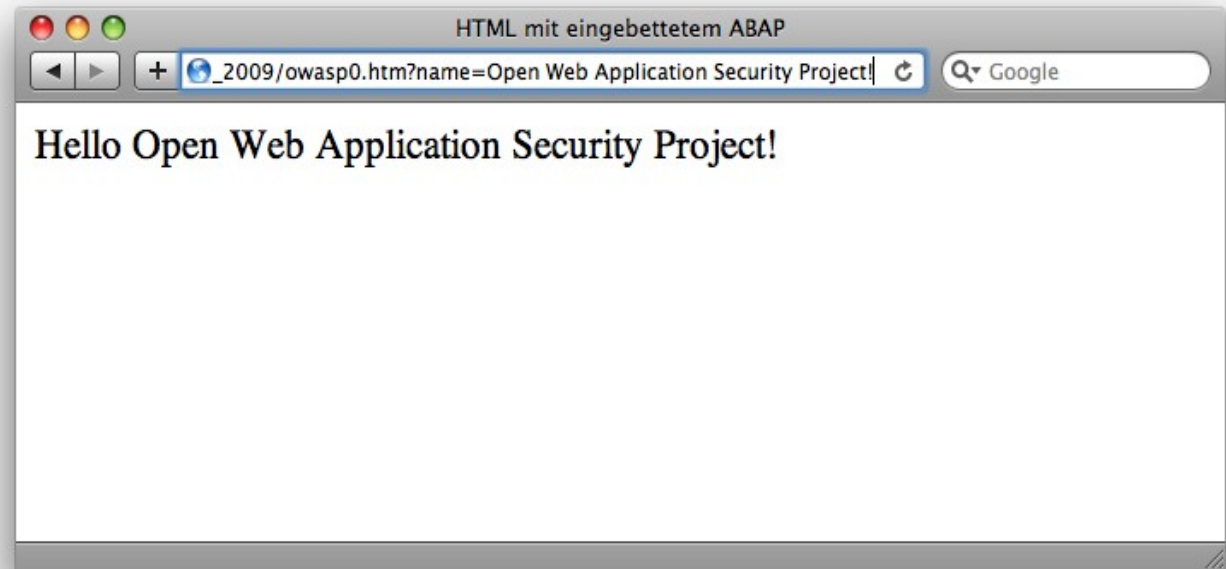 HTML mit eingebettetem ABAP
_2009/owasp0.htm?name=Open Web Application Security Project!
Google
Hello Open Web Application Security Project!